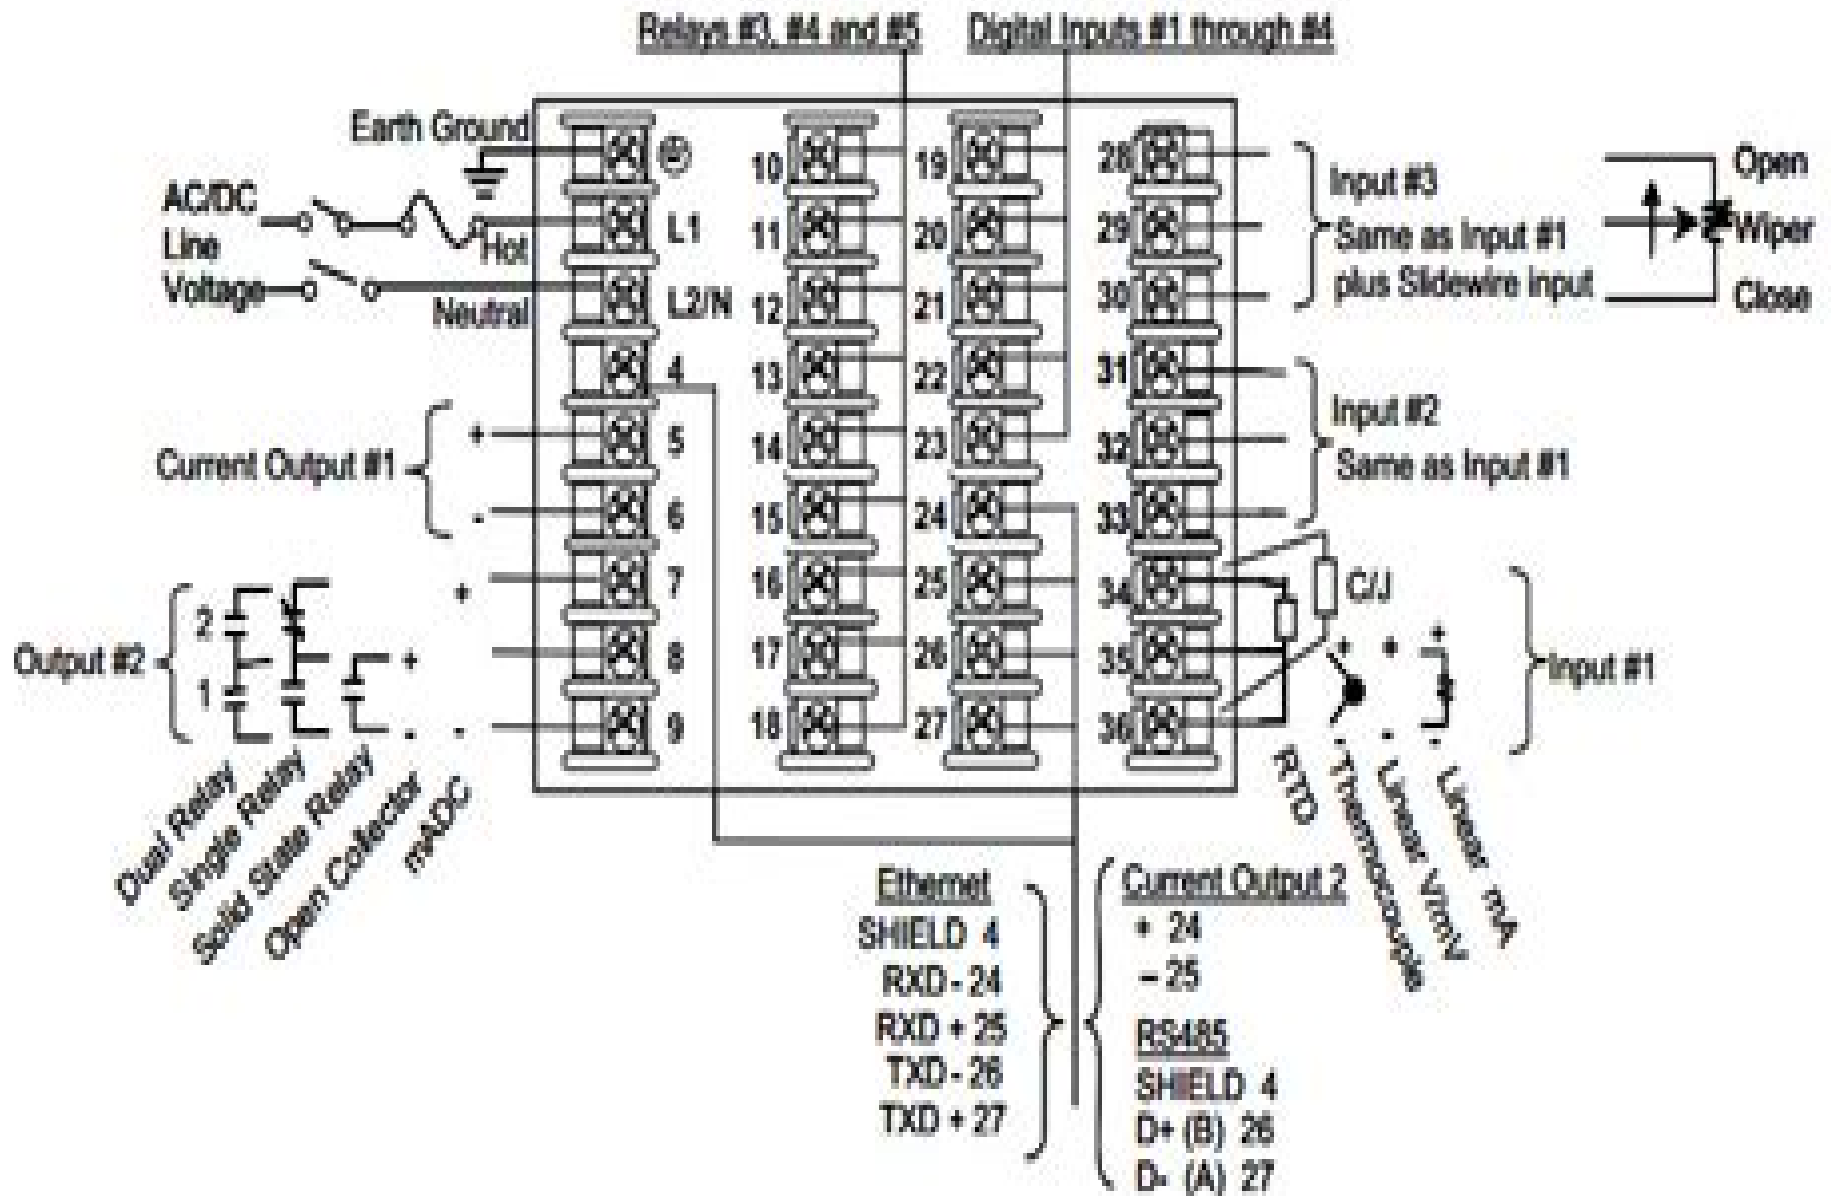 Relays #3, #4 and #5
Digital Inputs #1 through #4
Earth Ground
AC/DC
Line
Voltage
Hot
Neutral
L1
L2/N
4
5
6
7
8
9
10
11
12
13
14
15
16
17
18
19
20
21
22
23
24
25
26
27
28
29
30
31
32
33
34
35
36
Current Output #1
+
-
Output #2
2
1
+
-
+
-
Dual Relay
Single Relay
Solid State Relay
Open Collector
mADC
Input #3
Same as Input #1
plus Slidewire input
Open
Wiper
Close
Input #2
Same as Input #1
C/J
Input #1
+
+
+
-
-
-
RTD
Thermocouple
Linear V/mV
Linear mA
Ethernet
SHIELD 4
RXD - 24
RXD + 25
TXD - 26
TXD + 27
Current Output 2
+ 24
– 25
RS485
SHIELD 4
D+ (B) 26
D- (A) 27